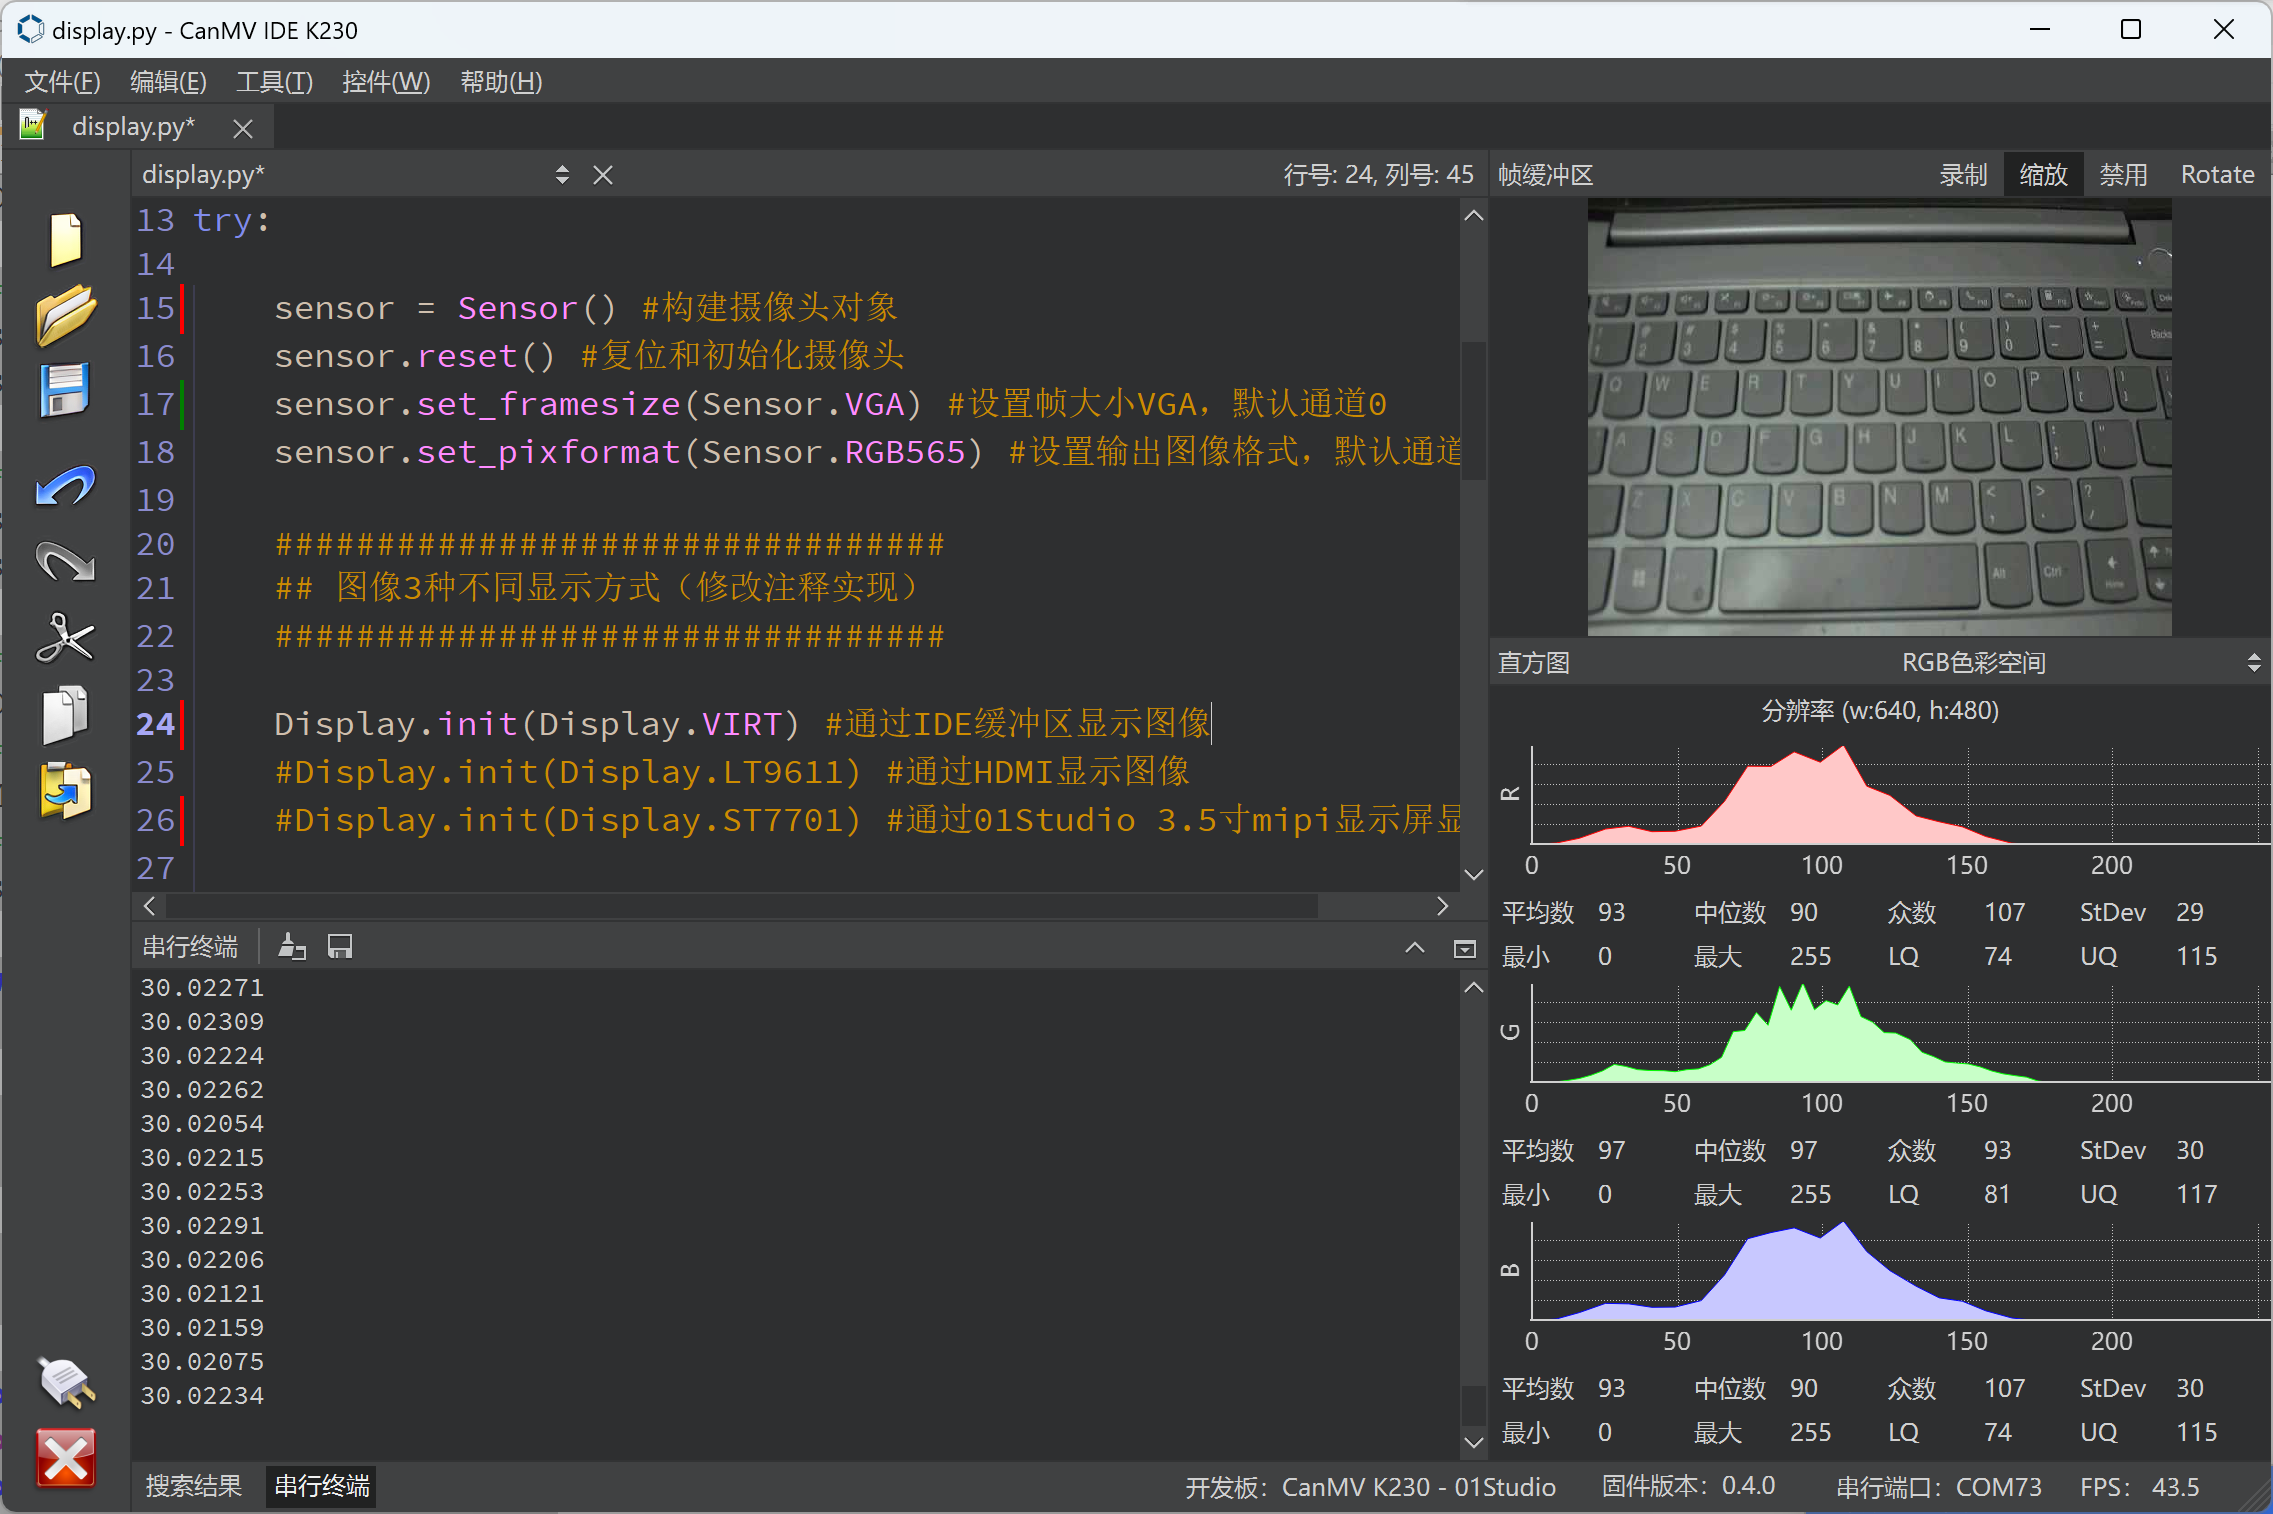 display.py - CanMV IDE K230
文件(F) 编辑(E) 工具(T) 控件(W) 帮助(H)
display.py*
display.py* 行号: 24, 列号: 45
13 try:
14
15 sensor = Sensor() #构建摄像头对象
16 sensor.reset() #复位和初始化摄像头
17 sensor.set_framesize(Sensor.VGA) #设置帧大小VGA，默认通道0
18 sensor.set_pixformat(Sensor.RGB565) #设置输出图像格式，默认通道
19
20 #################################
21 ## 图像3种不同显示方式（修改注释实现）
22 #################################
23
24 Display.init(Display.VIRT) #通过IDE缓冲区显示图像
25 #Display.init(Display.LT9611) #通过HDMI显示图像
26 #Display.init(Display.ST7701) #通过01Studio 3.5寸mipi显示屏显
27
串行终端
30.02271
30.02309
30.02224
30.02262
30.02054
30.02215
30.02253
30.02291
30.02206
30.02121
30.02159
30.02075
30.02234
帧缓冲区 录制 缩放 禁用 Rotate
直方图 RGB色彩空间
分辨率 (w:640, h:480)
R
0 50 100 150 200
平均数 93 中位数 90 众数 107 StDev 29
最小 0 最大 255 LQ 74 UQ 115
G
0 50 100 150 200
平均数 97 中位数 97 众数 93 StDev 30
最小 0 最大 255 LQ 81 UQ 117
B
0 50 100 150 200
平均数 93 中位数 90 众数 107 StDev 30
最小 0 最大 255 LQ 74 UQ 115
搜索结果 串行终端 开发板：CanMV K230 - 01Studio 固件版本：0.4.0 串行端口：COM73 FPS： 43.5